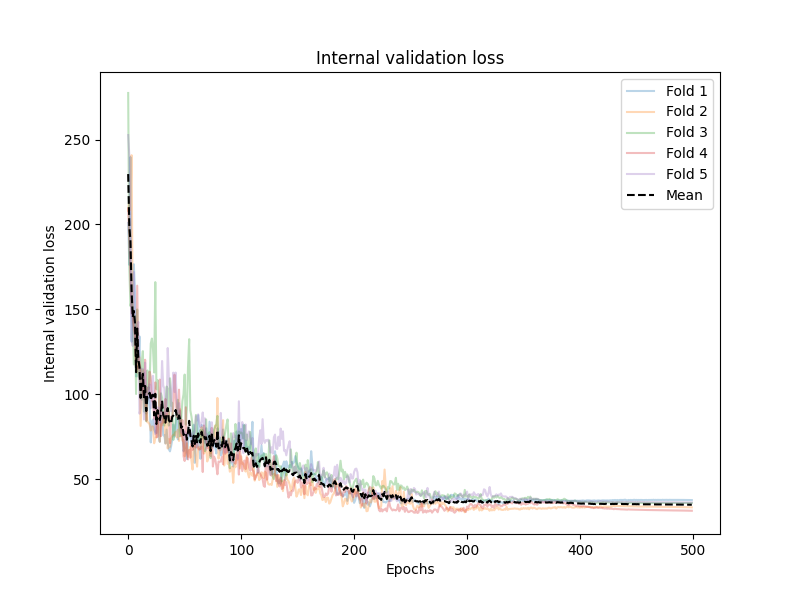 Internal validation loss
Fold 1
Fold 2
Fold 3
Fold 4
Fold 5
Mean
Internal validation loss
250
200
150
100
50
0
100
200
300
400
500
Epochs